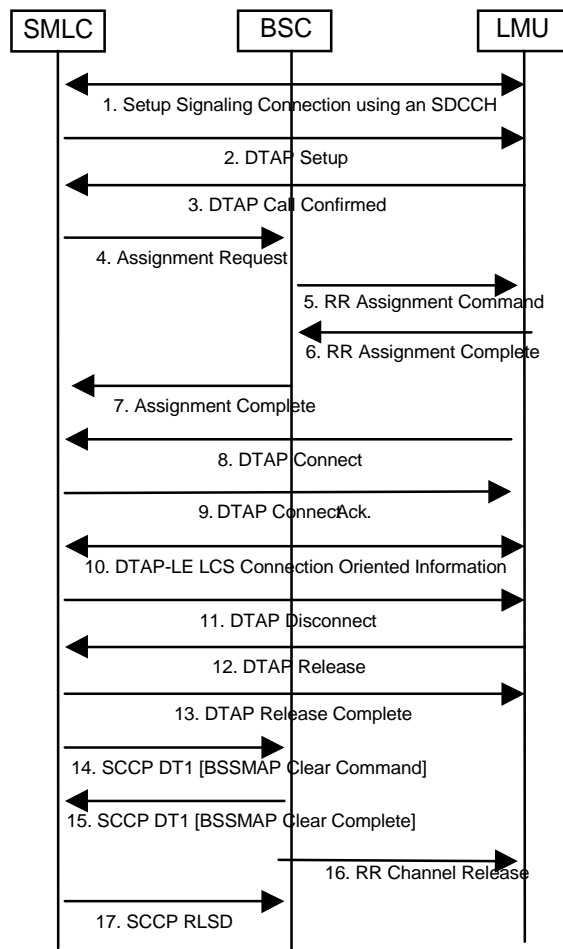 SMLC BSC LMU
1. Setup Signaling Connection using an SDCCH
2. DTAP Setup
3. DTAP Call Confirmed
4. Assignment Request
5. RR Assignment Command
6. RR Assignment Complete
7. Assignment Complete
8. DTAP Connect
9. DTAP Connect Ack.
10. DTAP-LE LCS Connection Oriented Information
11. DTAP Disconnect
12. DTAP Release
13. DTAP Release Complete
14. SCCP DT1 [BSSMAP Clear Command]
15. SCCP DT1 [BSSMAP Clear Complete]
16. RR Channel Release
17. SCCP RLSD